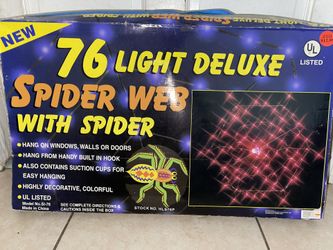 NEW
76 LIGHT DELUXE
SPIDER WEB
WITH SPIDER
UL
LISTED
• HANG ON WINDOWS, WALLS OR DOORS
• HANG FROM HANDY BUILT IN HOOK
• ALSO CONTAINS SUCTION CUPS FOR
EASY HANGING
• HIGHLY DECORATIVE, COLORFUL
• UL LISTED
Made in China
SEE COMPLETE DIRECTIONS &
CAUTIONS INSIDE THE BOX